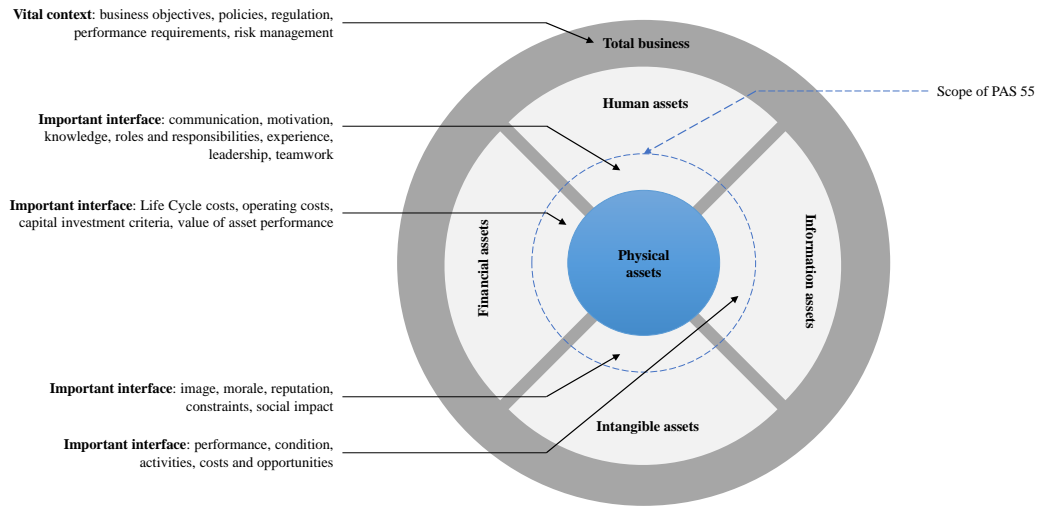 Vital context: business objectives, policies, regulation,
performance requirements, risk management
Total business
Human assets
Scope of PAS 55
Important interface: communication, motivation,
knowledge, roles and responsibilities, experience,
leadership, teamwork
Important interface: Life Cycle costs, operating costs,
capital investment criteria, value of asset performance
Financial assets
Physical
assets
Information assets
Important interface: image, morale, reputation,
constraints, social impact
Intangible assets
Important interface: performance, condition,
activities, costs and opportunities